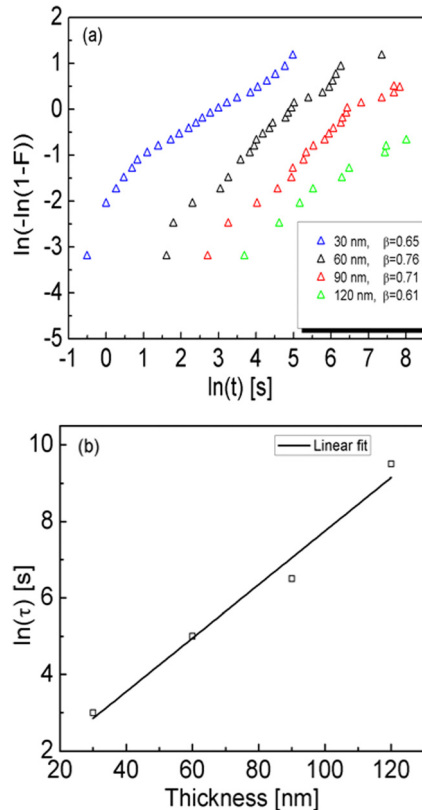 (a)
ln(-ln(1-F))
2
1
0
-1
-2
-3
-4
-5
30 nm, β=0.65
60 nm, β=0.76
90 nm, β=0.71
120 nm, β=0.61
-1 0 1 2 3 4 5 6 7 8
ln(t) [s]
(b)
Linear fit
ln(τ) [s]
10
8
6
4
2
20 40 60 80 100 120
Thickness [nm]